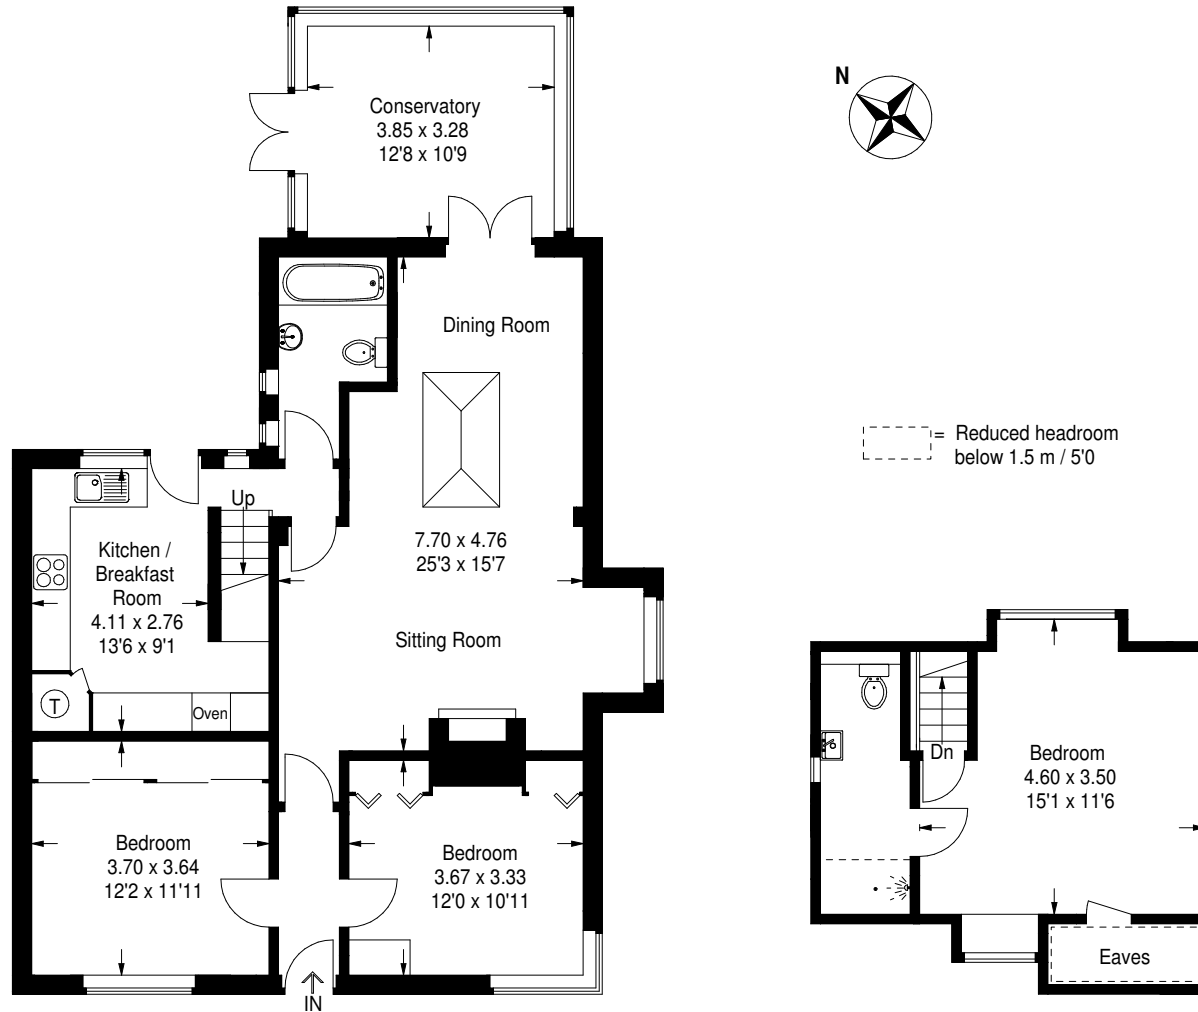 Conservatory
3.85 x 3.28
12'8 x 10'9
N
Dining Room
= Reduced headroom
below 1.5 m / 5'0
Up
Kitchen /
Breakfast
Room
4.11 x 2.76
13'6 x 9'1
7.70 x 4.76
25'3 x 15'7
Sitting Room
T
Oven
Bedroom
3.70 x 3.64
12'2 x 11'11
Bedroom
3.67 x 3.33
12'0 x 10'11
IN
Dn
Bedroom
4.60 x 3.50
15'1 x 11'6
Eaves